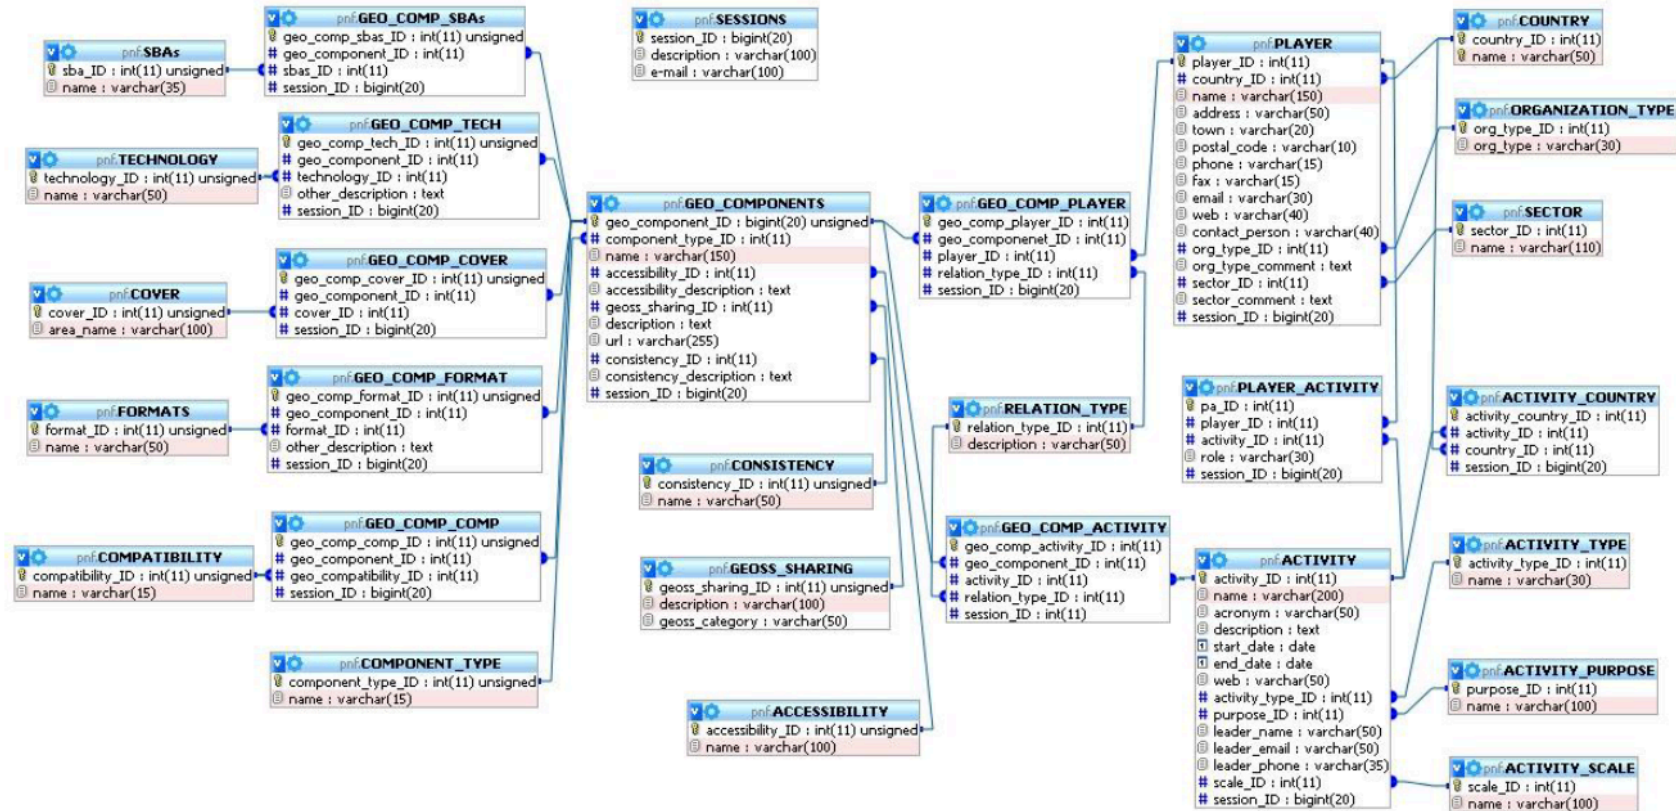 pnf.GEO_COMP_SBAs
geo_comp_sbas_ID : int(11) unsigned
geo_component_ID : int(11)
sbas_ID : int(11)
session_ID : bigint(20)
pnf.SBAs
sba_ID : int(11) unsigned
name : varchar(35)
pnf.GEO_COMP_TECH
geo_comp_tech_ID : int(11) unsigned
geo_component_ID : int(11)
technology_ID : int(11)
other_description : text
session_ID : bigint(20)
pnf.TECHNOLOGY
technology_ID : int(11) unsigned
name : varchar(50)
pnf.GEO_COMP_COVER
geo_comp_cover_ID : int(11) unsigned
geo_component_ID : int(11)
cover_ID : int(11)
session_ID : bigint(20)
pnf.COVER
cover_ID : int(11) unsigned
area_name : varchar(100)
pnf.GEO_COMP_FORMAT
geo_comp_format_ID : int(11) unsigned
geo_component_ID : int(11)
format_ID : int(11)
other_description : text
session_ID : bigint(20)
pnf.FORMATS
format_ID : int(11) unsigned
name : varchar(50)
pnf.GEO_COMP_COMP
geo_comp_comp_ID : int(11) unsigned
geo_component_ID : int(11)
geo_compatibility_ID : int(11)
session_ID : bigint(20)
pnf.COMPATIBILITY
compatibility_ID : int(11) unsigned
name : varchar(15)
pnf.COMPONENT_TYPE
component_type_ID : int(11) unsigned
name : varchar(15)
pnf.SESSIONS
session_ID : bigint(20)
description : varchar(100)
e-mail : varchar(100)
pnf.GEO_COMPONENTS
geo_component_ID : bigint(20) unsigned
component_type_ID : int(11)
name : varchar(150)
accessibility_ID : int(11)
accessibility_description : text
geoss_sharing_ID : int(11)
description : text
url : varchar(255)
consistency_ID : int(11)
consistency_description : text
session_ID : bigint(20)
pnf.CONSISTENCY
consistency_ID : int(11) unsigned
name : varchar(50)
pnf.GEOSS_SHARING
geoss_sharing_ID : int(11) unsigned
description : varchar(100)
geoss_category : varchar(50)
pnf.ACCESSIBILITY
accessibility_ID : int(11) unsigned
name : varchar(100)
pnf.GEO_COMP_PLAYER
geo_comp_player_ID : int(11)
geo_componenet_ID : int(11)
player_ID : int(11)
relation_type_ID : int(11)
session_ID : bigint(20)
pnf.RELATION_TYPE
relation_type_ID : int(11)
description : varchar(50)
pnf.GEO_COMP_ACTIVITY
geo_comp_activity_ID : int(11)
geo_component_ID : int(11)
activity_ID : int(11)
relation_type_ID : int(11)
session_ID : int(11)
pnf.PLAYER
player_ID : int(11)
country_ID : int(11)
name : varchar(150)
address : varchar(50)
town : varchar(20)
postal_code : varchar(10)
phone : varchar(15)
fax : varchar(15)
email : varchar(30)
web : varchar(40)
contact_person : varchar(40)
org_type_ID : int(11)
org_type_comment : text
sector_ID : int(11)
sector_comment : text
session_ID : bigint(20)
pnf.PLAYER_ACTIVITY
pa_ID : int(11)
player_ID : int(11)
activity_ID : int(11)
role : varchar(30)
session_ID : bigint(20)
pnf.ACTIVITY
activity_ID : int(11)
name : varchar(200)
acronym : varchar(50)
description : text
start_date : date
end_date : date
web : varchar(50)
activity_type_ID : int(11)
purpose_ID : int(11)
leader_name : varchar(50)
leader_email : varchar(50)
leader_phone : varchar(35)
scale_ID : int(11)
session_ID : bigint(20)
pnf.COUNTRY
country_ID : int(11)
name : varchar(50)
pnf.ORGANIZATION_TYPE
org_type_ID : int(11)
org_type : varchar(30)
pnf.SECTOR
sector_ID : int(11)
name : varchar(110)
pnf.ACTIVITY_COUNTRY
activity_country_ID : int(11)
activity_ID : int(11)
country_ID : int(11)
session_ID : bigint(20)
pnf.ACTIVITY_TYPE
activity_type_ID : int(11)
name : varchar(30)
pnf.ACTIVITY_PURPOSE
purpose_ID : int(11)
name : varchar(100)
pnf.ACTIVITY_SCALE
scale_ID : int(11)
name : varchar(100)